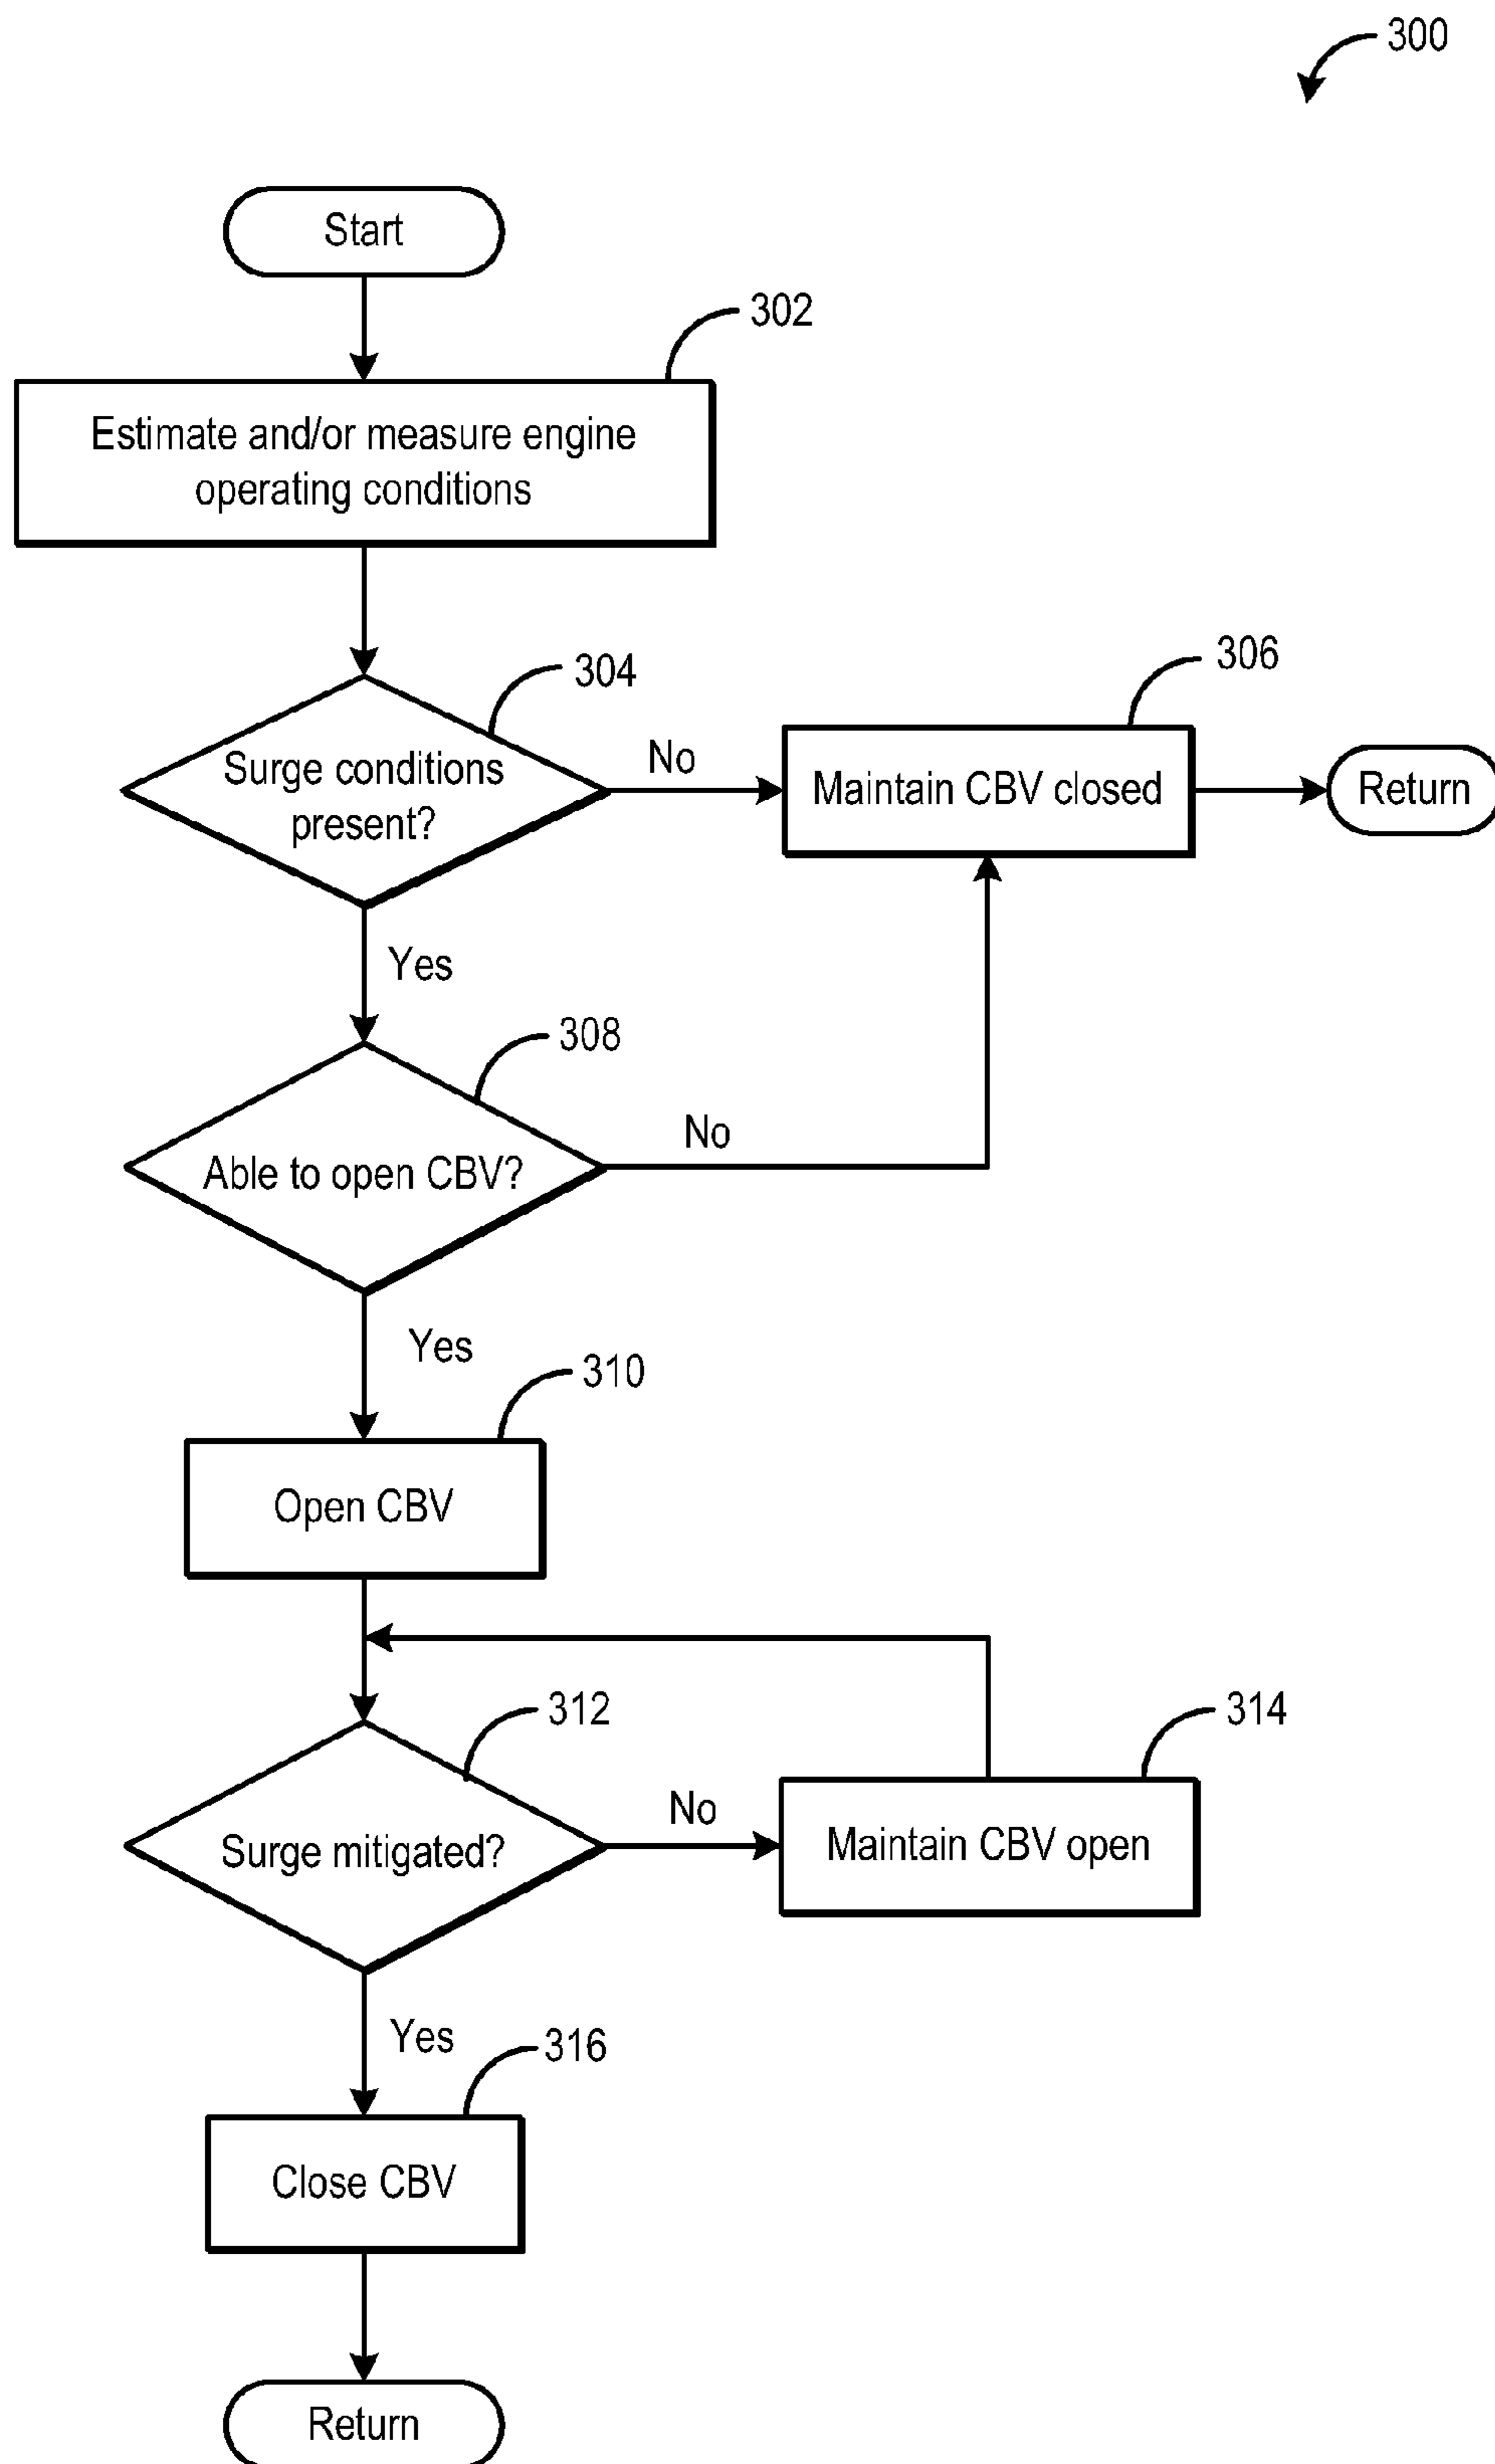 300
Start
302
Estimate and/or measure engine
operating conditions
304
306
Surge conditions
present?
No
Maintain CBV closed
Return
Yes
308
Able to open CBV?
No
Yes
310
Open CBV
312
314
Surge mitigated?
No
Maintain CBV open
Yes
316
Close CBV
Return